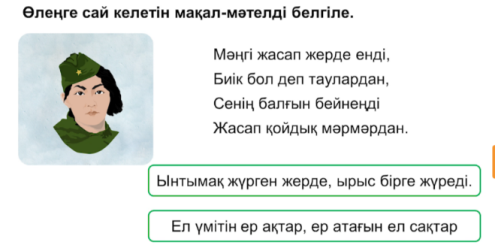 Өлеңге сай келетін мақал-мәтелді белгіле.
Мәңгі жасап жерде енді,
Биік бол деп таулардан,
Сенің балғын бейнеңді
Жасап қойдық мәрмәрдан.
Ынтымақ жүрген жерде, ырыс бірге жүреді.
Ел үмітін ер ақтар, ер атағын ел сақтар